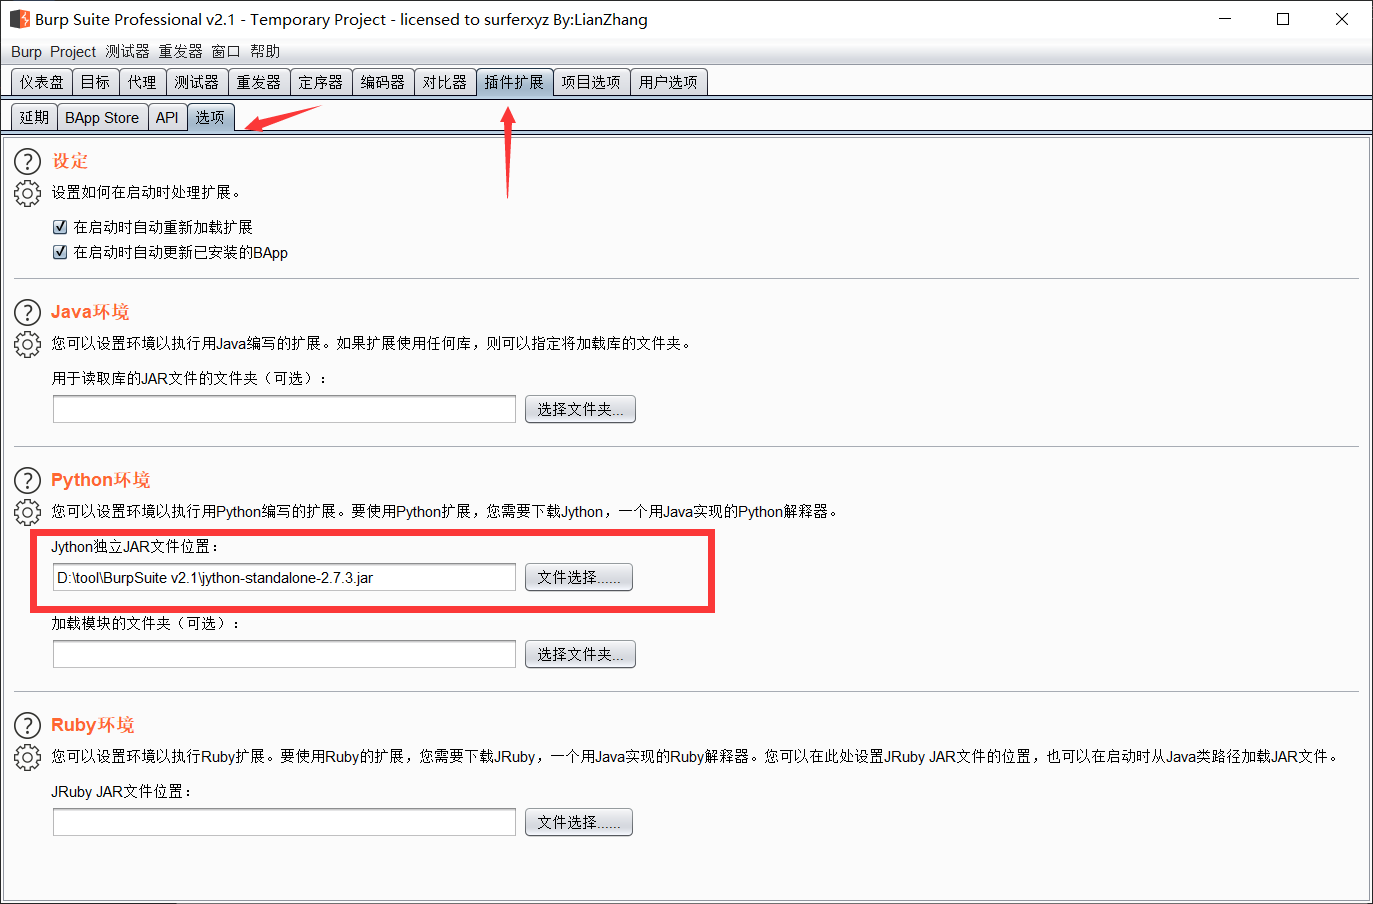 Burp Suite Professional v2.1 - Temporary Project - licensed to surferxyz By:LianZhang
Burp Project 测试器 重发器 窗口 帮助
仪表盘 目标 代理 测试器 重发器 定序器 编码器 对比器 插件扩展 项目选项 用户选项
延期 BApp Store API 选项
? 设定
设置如何在启动时处理扩展。
在启动时自动重新加载扩展
在启动时自动更新已安装的BApp
? Java环境
您可以设置环境以执行用Java编写的扩展。如果扩展使用任何库，则可以指定将加载库的文件夹。
用于读取库的JAR文件的文件夹（可选）：
选择文件夹...
? Python环境
您可以设置环境以执行用Python编写的扩展。要使用Python扩展，您需要下载Jython，一个用Java实现的Python解释器。
Jython独立JAR文件位置：
D:\tool\BurpSuite v2.1\jython-standalone-2.7.3.jar 文件选择......
加载模块的文件夹（可选）：
选择文件夹...
? Ruby环境
您可以设置环境以执行Ruby扩展。要使用Ruby的扩展，您需要下载JRuby，一个用Java实现的Ruby解释器。您可以在此处设置JRuby JAR文件的位置，也可以在启动时从Java类路径加载JAR文件。
JRuby JAR文件位置：
文件选择......